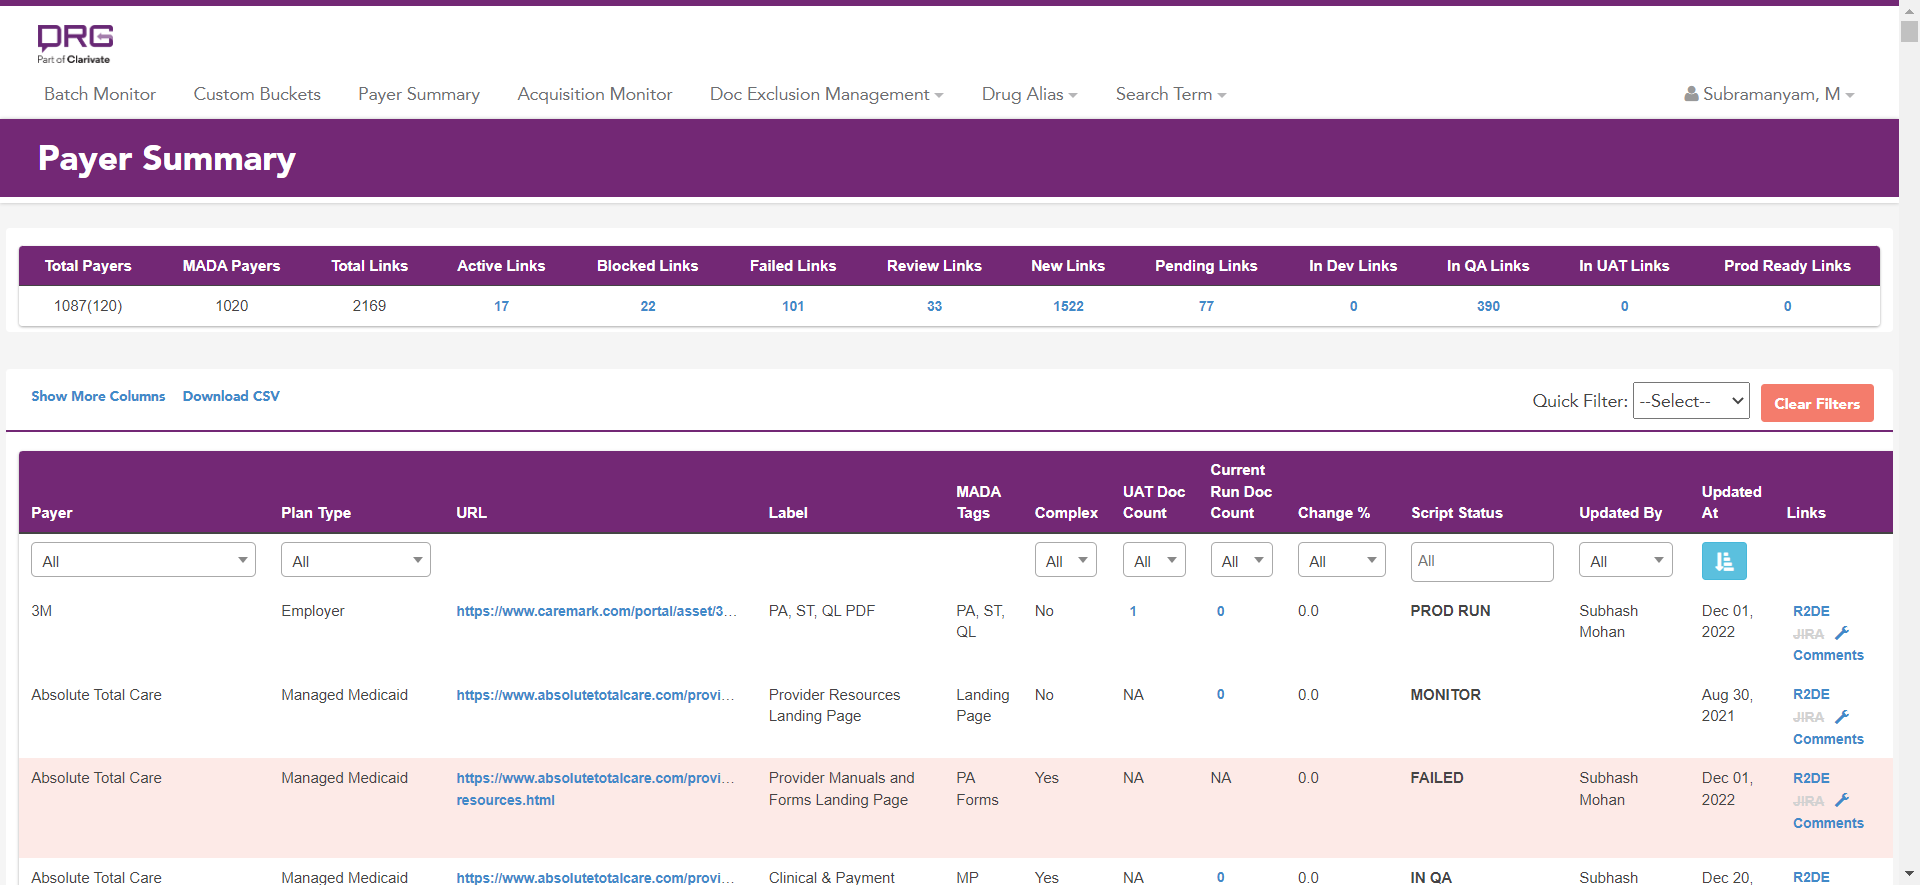 DRG
Part of Clarivate
Batch Monitor Custom Buckets Payer Summary Acquisition Monitor Doc Exclusion Management Drug Alias Search Term Subramanyam, M
Payer Summary
Total Payers MADA Payers Total Links Active Links Blocked Links Failed Links Review Links New Links Pending Links In Dev Links In QA Links In UAT Links Prod Ready Links
1087(120) 1020 2169 17 22 101 33 1522 77 0 390 0 0
Show More Columns Download CSV Quick Filter: --Select-- Clear Filters
Current
MADA UAT Doc Run Doc Updated
Payer Plan Type URL Label Tags Complex Count Count Change % Script Status Updated By At Links
All All All All All All All All
3M Employer https://www.caremark.com/portal/asset/3... PA, ST, QL PDF PA, ST, No 1 0 0.0 PROD RUN Subhash Dec 01, R2DE
QL Mohan 2022 JIRA
Comments
Absolute Total Care Managed Medicaid https://www.absolutetotalcare.com/provi... Provider Resources Landing No NA 0 0.0 MONITOR Aug 30, R2DE
Landing Page Page 2021 JIRA
Comments
Absolute Total Care Managed Medicaid https://www.absolutetotalcare.com/provi... Provider Manuals and PA Yes NA NA 0.0 FAILED Subhash Dec 01, R2DE
resources.html Forms Landing Page Forms Mohan 2022 JIRA
Comments
Absolute Total Care Managed Medicaid https://www.absolutetotalcare.com/provi... Clinical & Payment MP Yes NA 0 0.0 IN QA Subhash Dec 20, R2DE